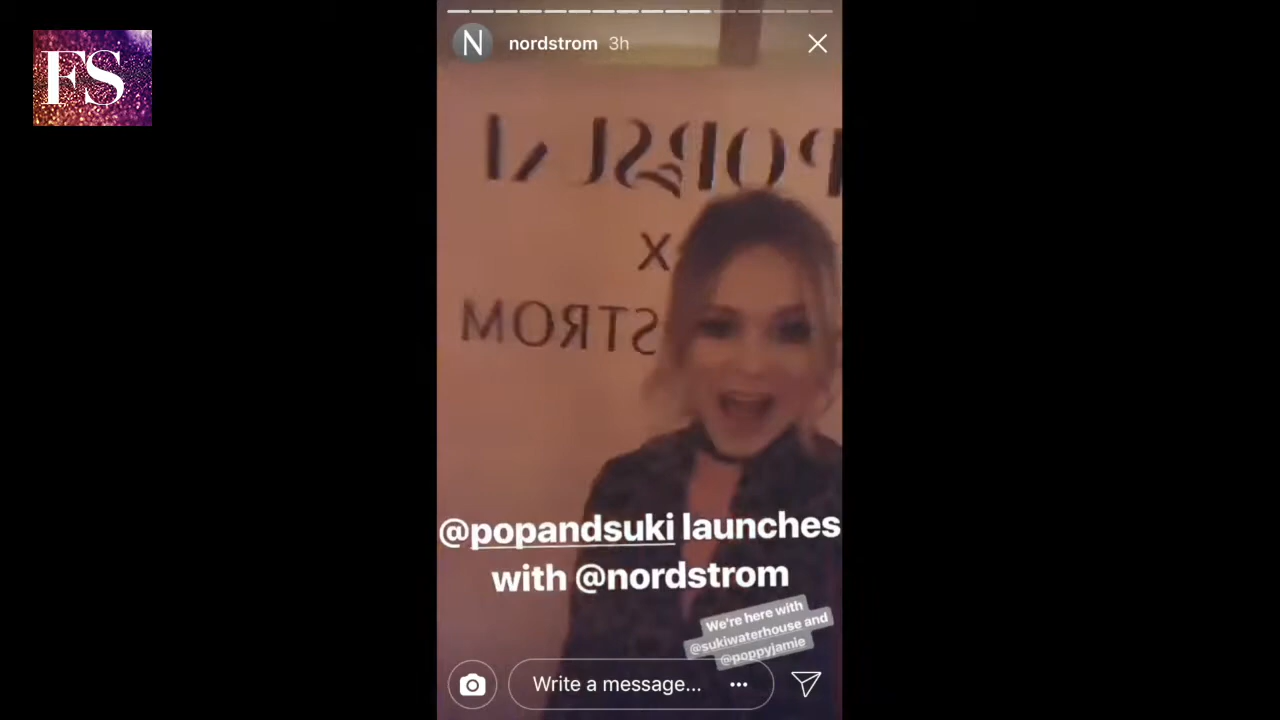 FS
N
nordstrom 3h
X
@popandsuki launches
with @nordstrom
We're here with
@sukiwaterhouse and
@poppyjamie
Write a message...